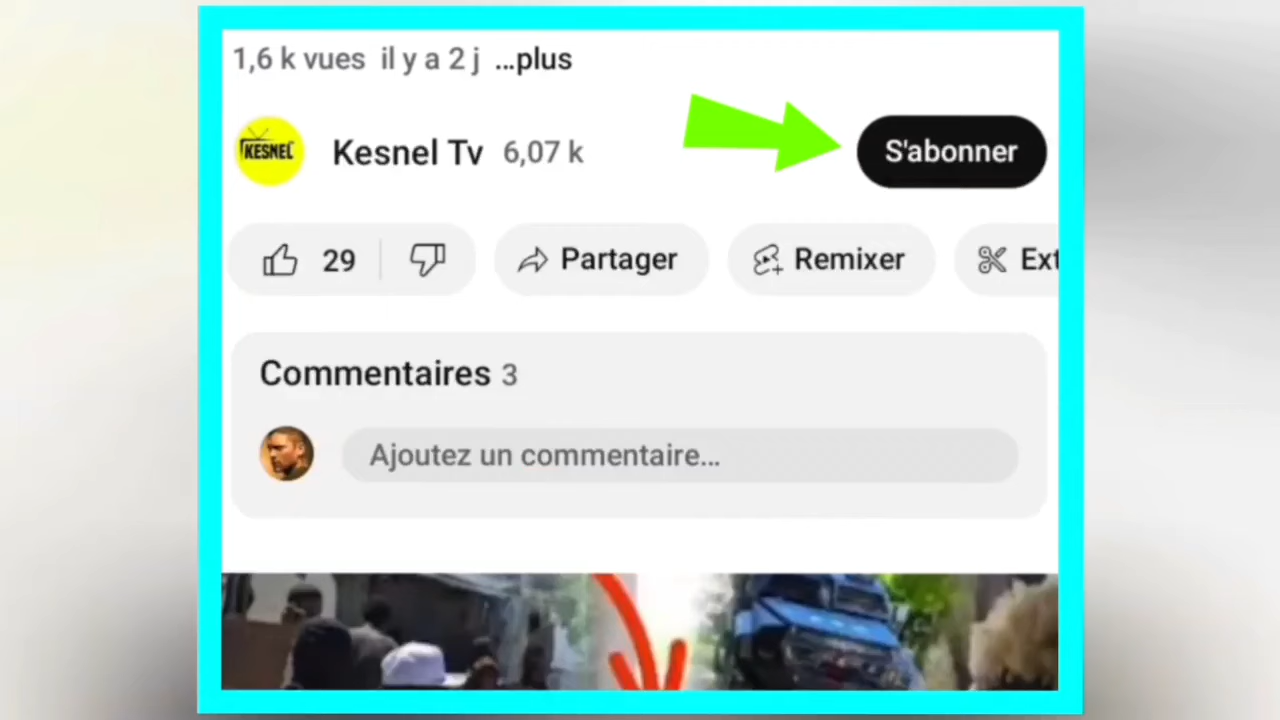 1,6 k vues il y a 2 j ...plus
KESNEL
Kesnel Tv 6,07 k
S'abonner
29
Partager
Remixer
Ext
Commentaires 3
Ajoutez un commentaire...